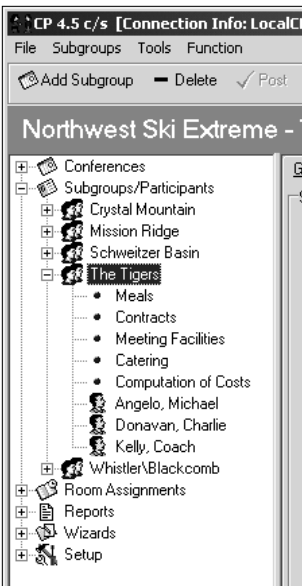 CP 4.5 c/s [Connection Info: LocalC
File Subgroups Tools Function
Add Subgroup Delete Post
Northwest Ski Extreme -
Conferences
Subgroups/Participants
Crystal Mountain
Mission Ridge
Schweitzer Basin
The Tigers
Meals
Contracts
Meeting Facilities
Catering
Computation of Costs
Angelo, Michael
Donavan, Charlie
Kelly, Coach
Whistler\Blackcomb
Room Assignments
Reports
Wizards
Setup